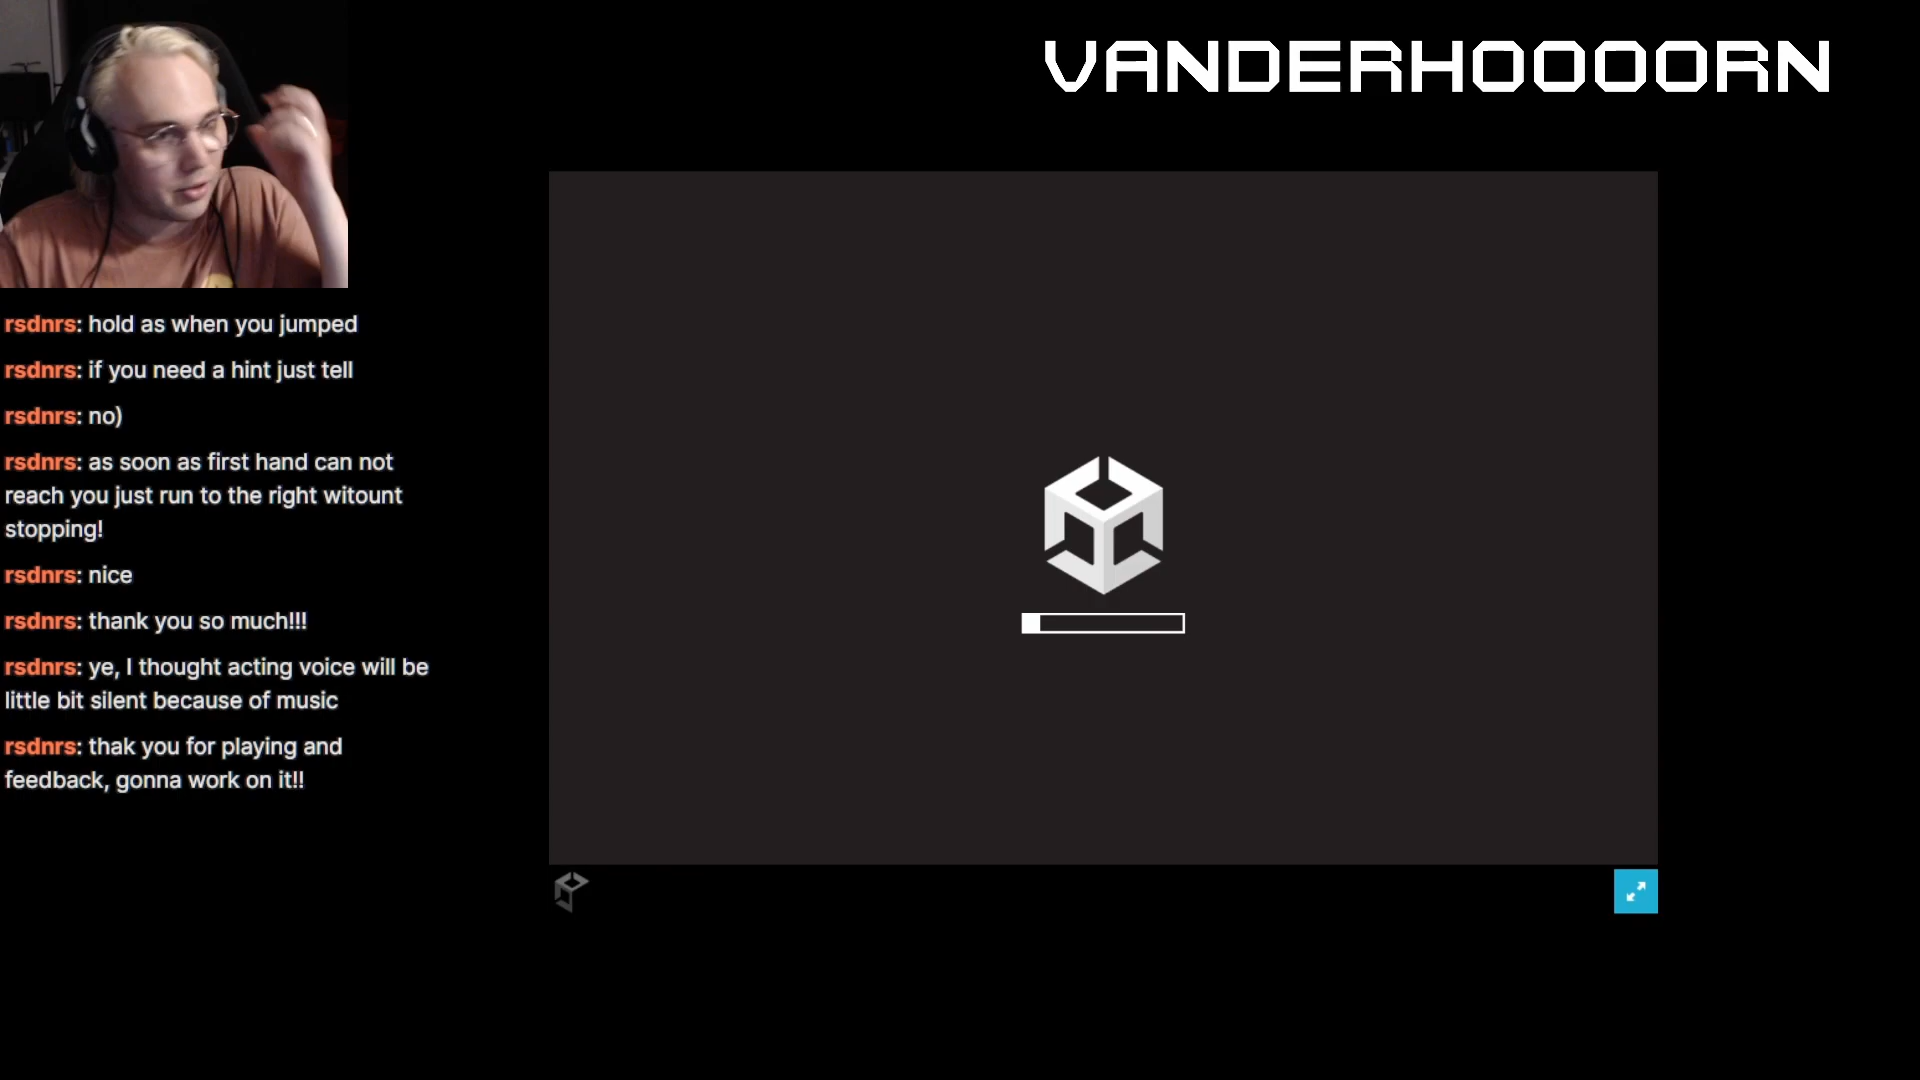 VANDERHOOOORN
rsdnrs: hold as when you jumped
rsdnrs: if you need a hint just tell
rsdnrs: no)
rsdnrs: as soon as first hand can not
reach you just run to the right witount
stopping!
rsdnrs: nice
rsdnrs: thank you so much!!!
rsdnrs: ye, I thought acting voice will be
little bit silent because of music
rsdnrs: thak you for playing and
feedback, gonna work on it!!